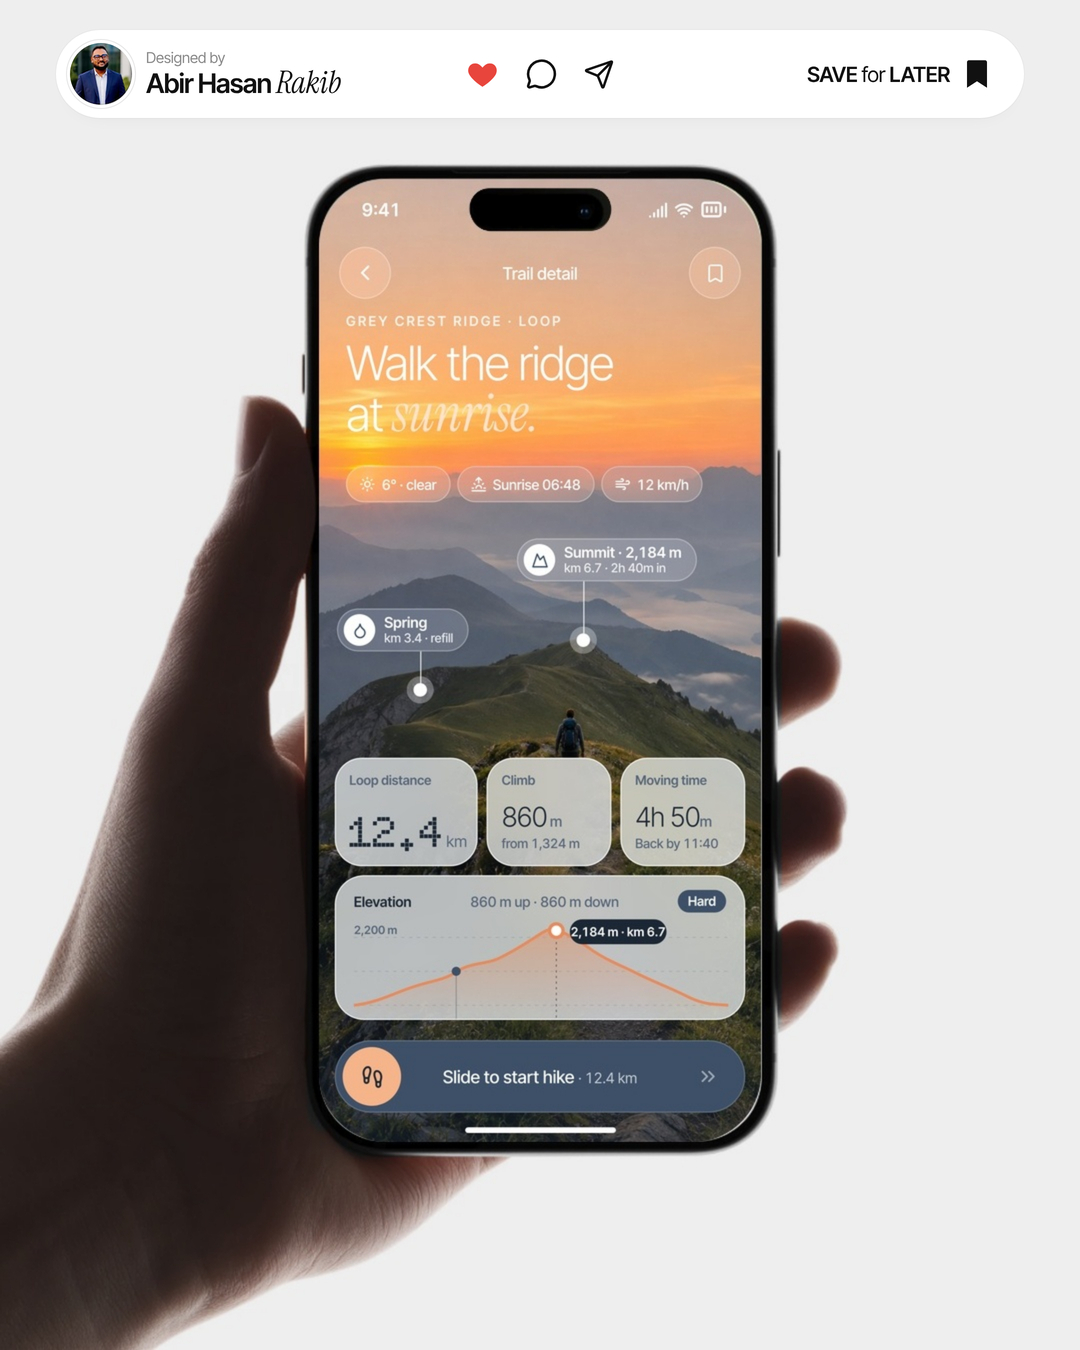 Designed by
Abir Hasan Rakib
SAVE for LATER
9:41
Trail detail
GREY CREST RIDGE · LOOP
Walk the ridge
at sunrise.
6° · clear
Sunrise 06:48
12 km/h
Summit · 2,184 m
km 6.7 · 2h 40m in
Spring
km 3.4 · refill
Loop distance
12.4 km
Climb
860 m
from 1,324 m
Moving time
4h 50m
Back by 11:40
Elevation
860 m up · 860 m down
Hard
2,200 m
2,184 m · km 6.7
Slide to start hike · 12.4 km